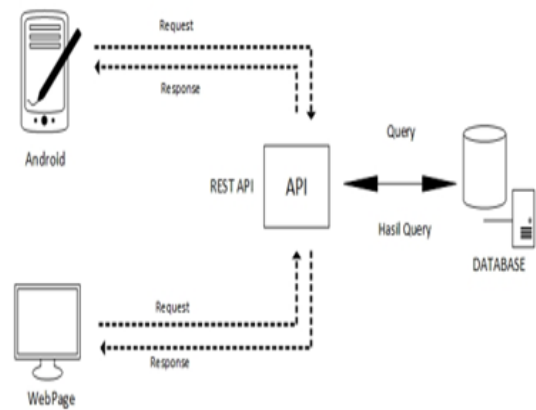 Request
Response
Android
Query
REST API
API
Hasil Query
DATABASE
Request
Response
WebPage